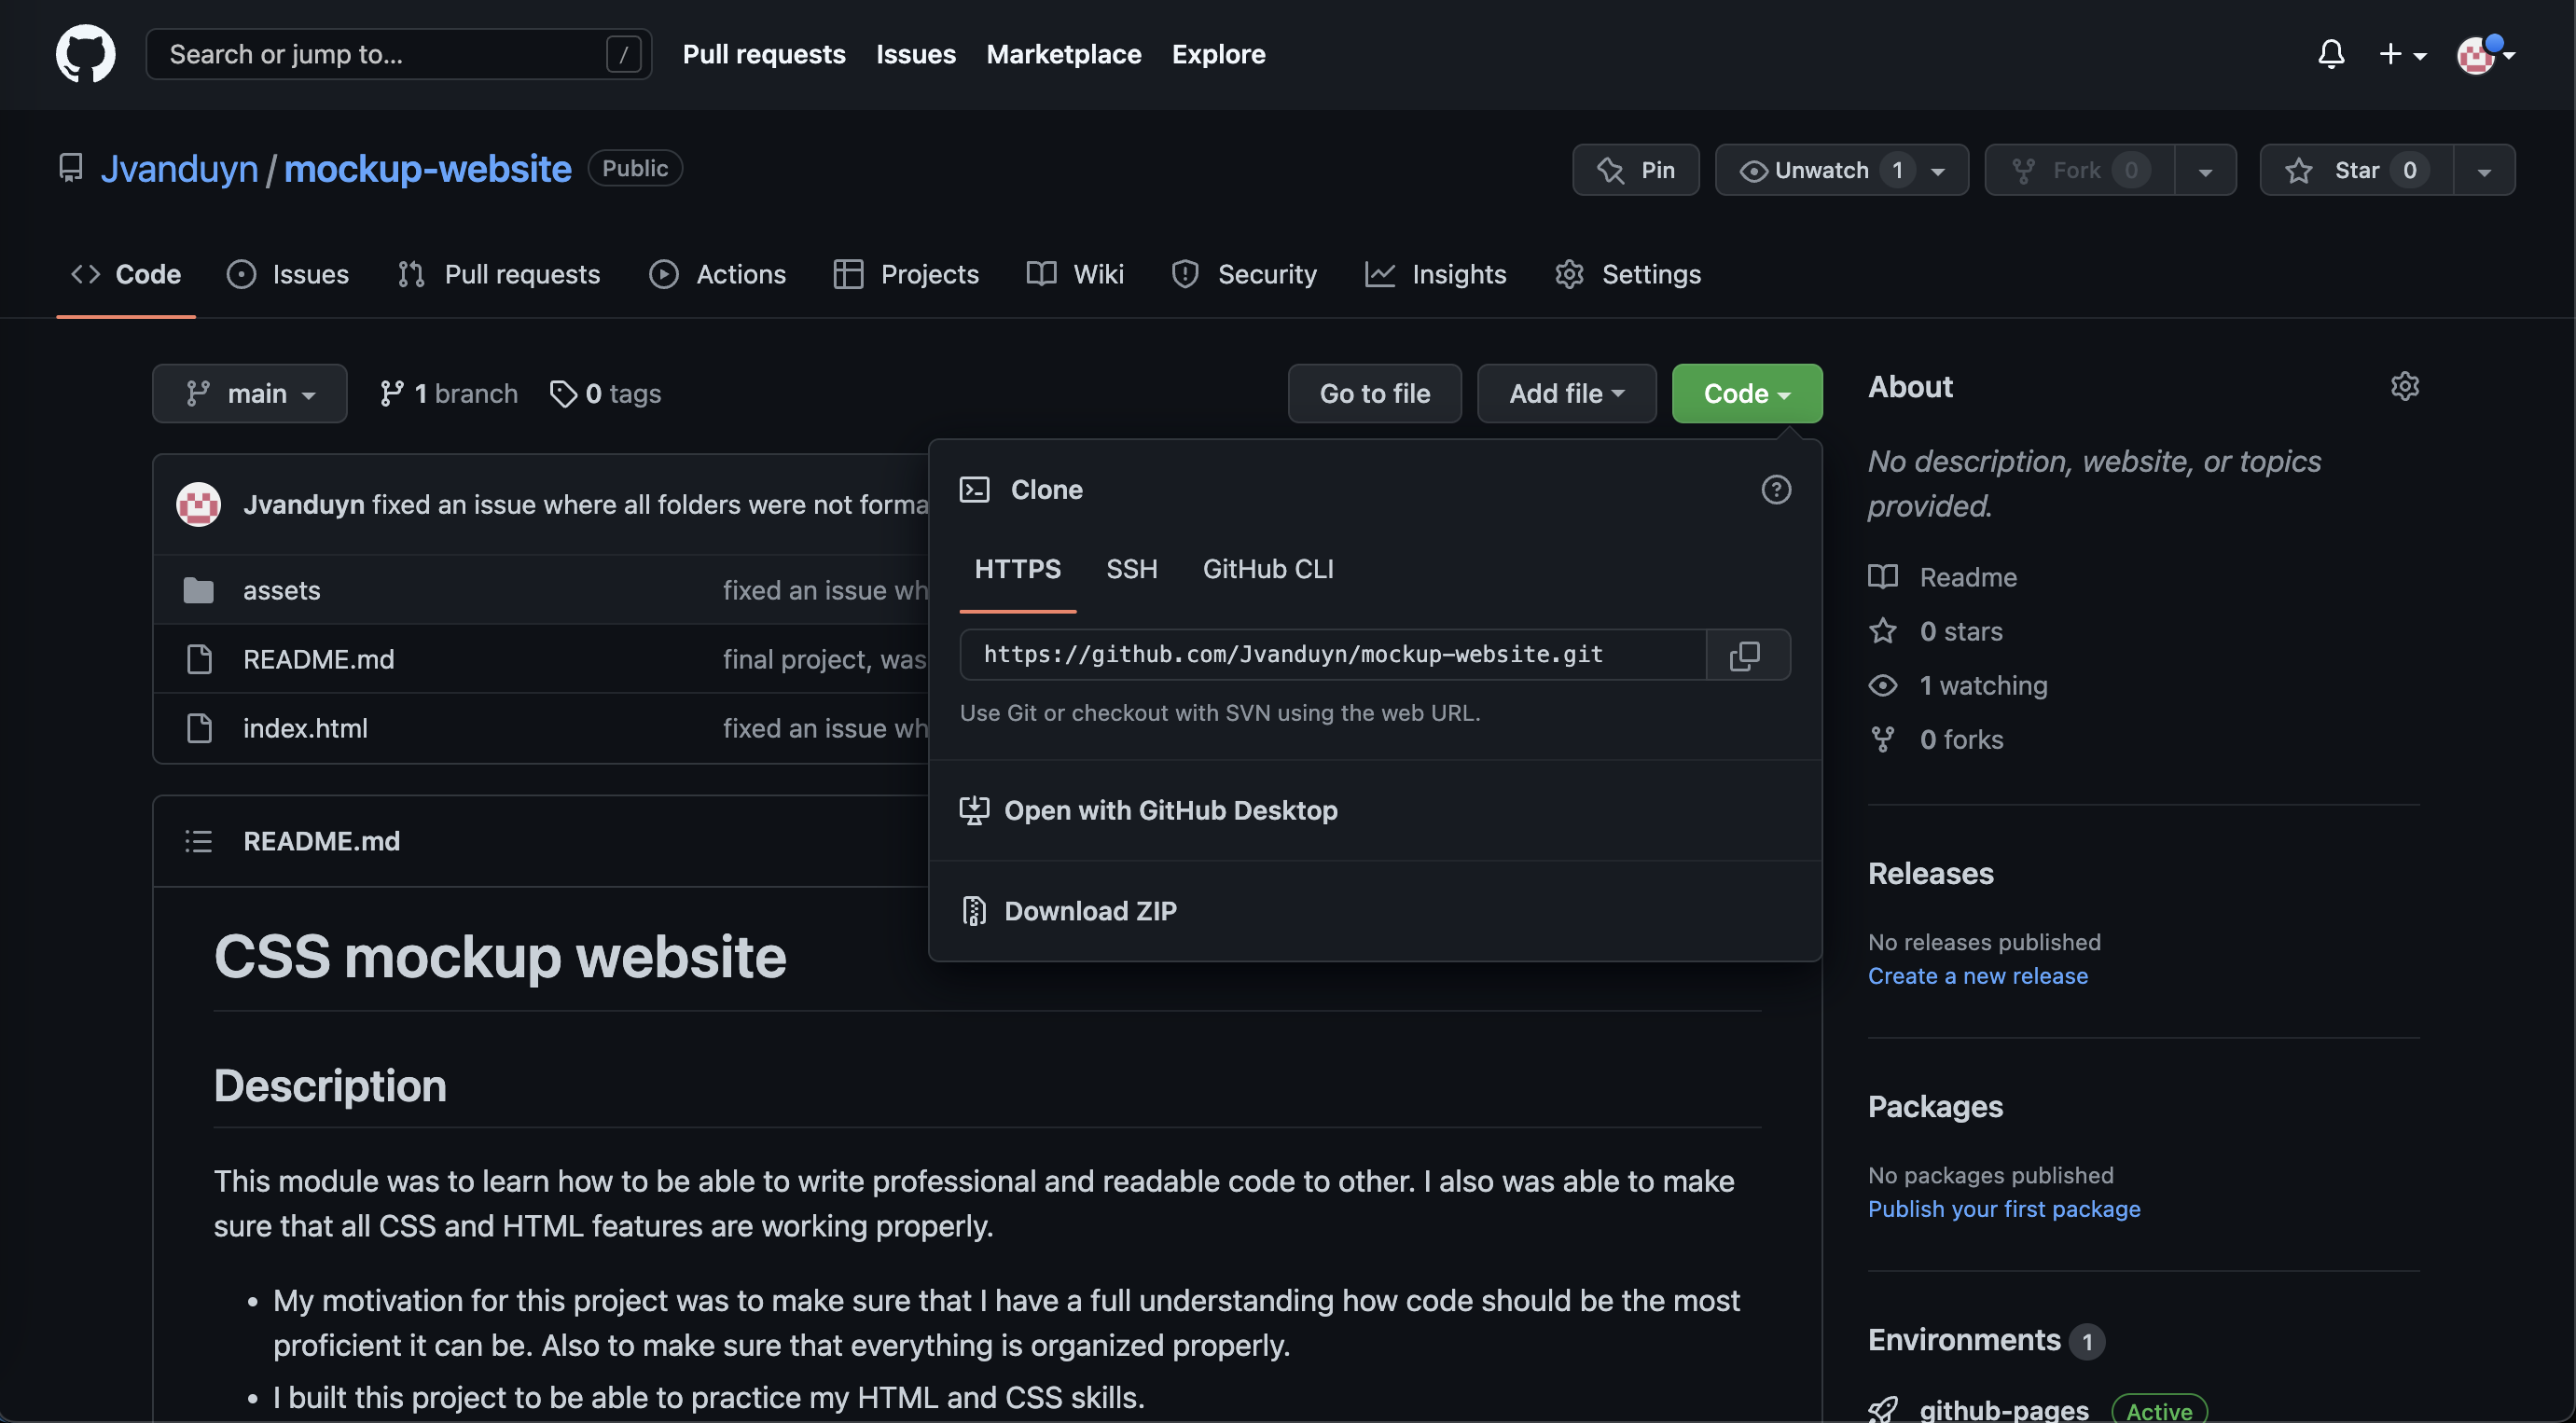 Search or jump to... /
Pull requests Issues Marketplace Explore
Jvanduyn / mockup-website Public
Pin
Unwatch 1
Fork 0
Star 0
Code Issues Pull requests Actions Projects Wiki Security Insights Settings
main 1 branch 0 tags
Go to file Add file Code
Jvanduyn fixed an issue where all folders were not forma
assets fixed an issue wh
README.md final project, was
index.html fixed an issue wh
Clone
HTTPS SSH GitHub CLI
https://github.com/Jvanduyn/mockup-website.git
Use Git or checkout with SVN using the web URL.
Open with GitHub Desktop
Download ZIP
README.md
CSS mockup website
Description
This module was to learn how to be able to write professional and readable code to other. I also was able to make
sure that all CSS and HTML features are working properly.
• My motivation for this project was to make sure that I have a full understanding how code should be the most
proficient it can be. Also to make sure that everything is organized properly.
• I built this project to be able to practice my HTML and CSS skills.
About
No description, website, or topics
provided.
Readme
0 stars
1 watching
0 forks
Releases
No releases published
Create a new release
Packages
No packages published
Publish your first package
Environments 1
github-pages Active